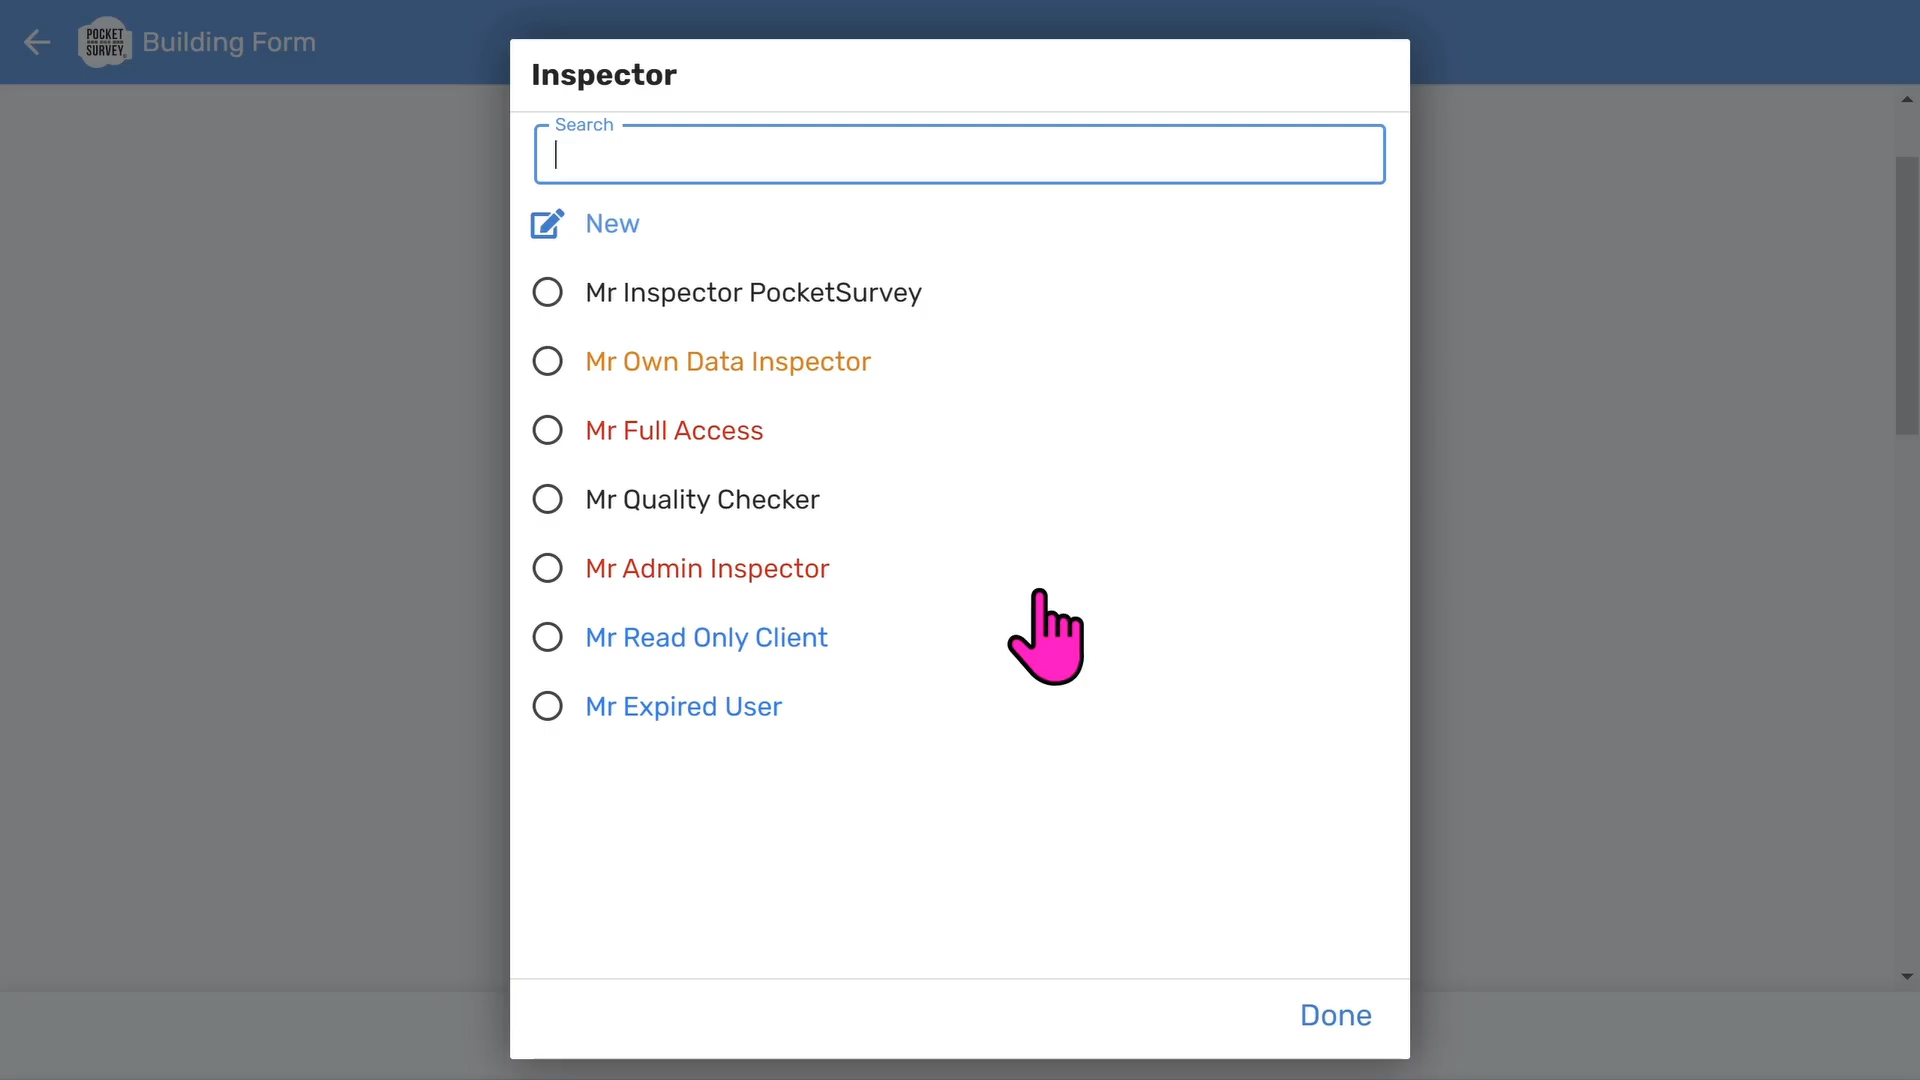 POCKET
SURVEY
Building Form
Inspector
Search
New
Mr Inspector PocketSurvey
Mr Own Data Inspector
Mr Full Access
Mr Quality Checker
Mr Admin Inspector
Mr Read Only Client
Mr Expired User
Done